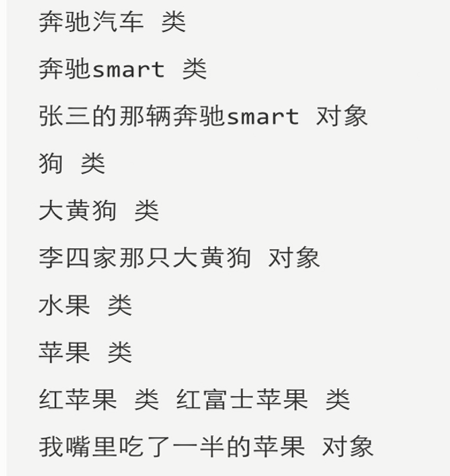 奔驰汽车 类
奔驰smart 类
张三的那辆奔驰smart 对象
狗 类
大黄狗 类
李四家那只大黄狗 对象
水果 类
苹果 类
红苹果 类 红富士苹果 类
我嘴里吃了一半的苹果 对象